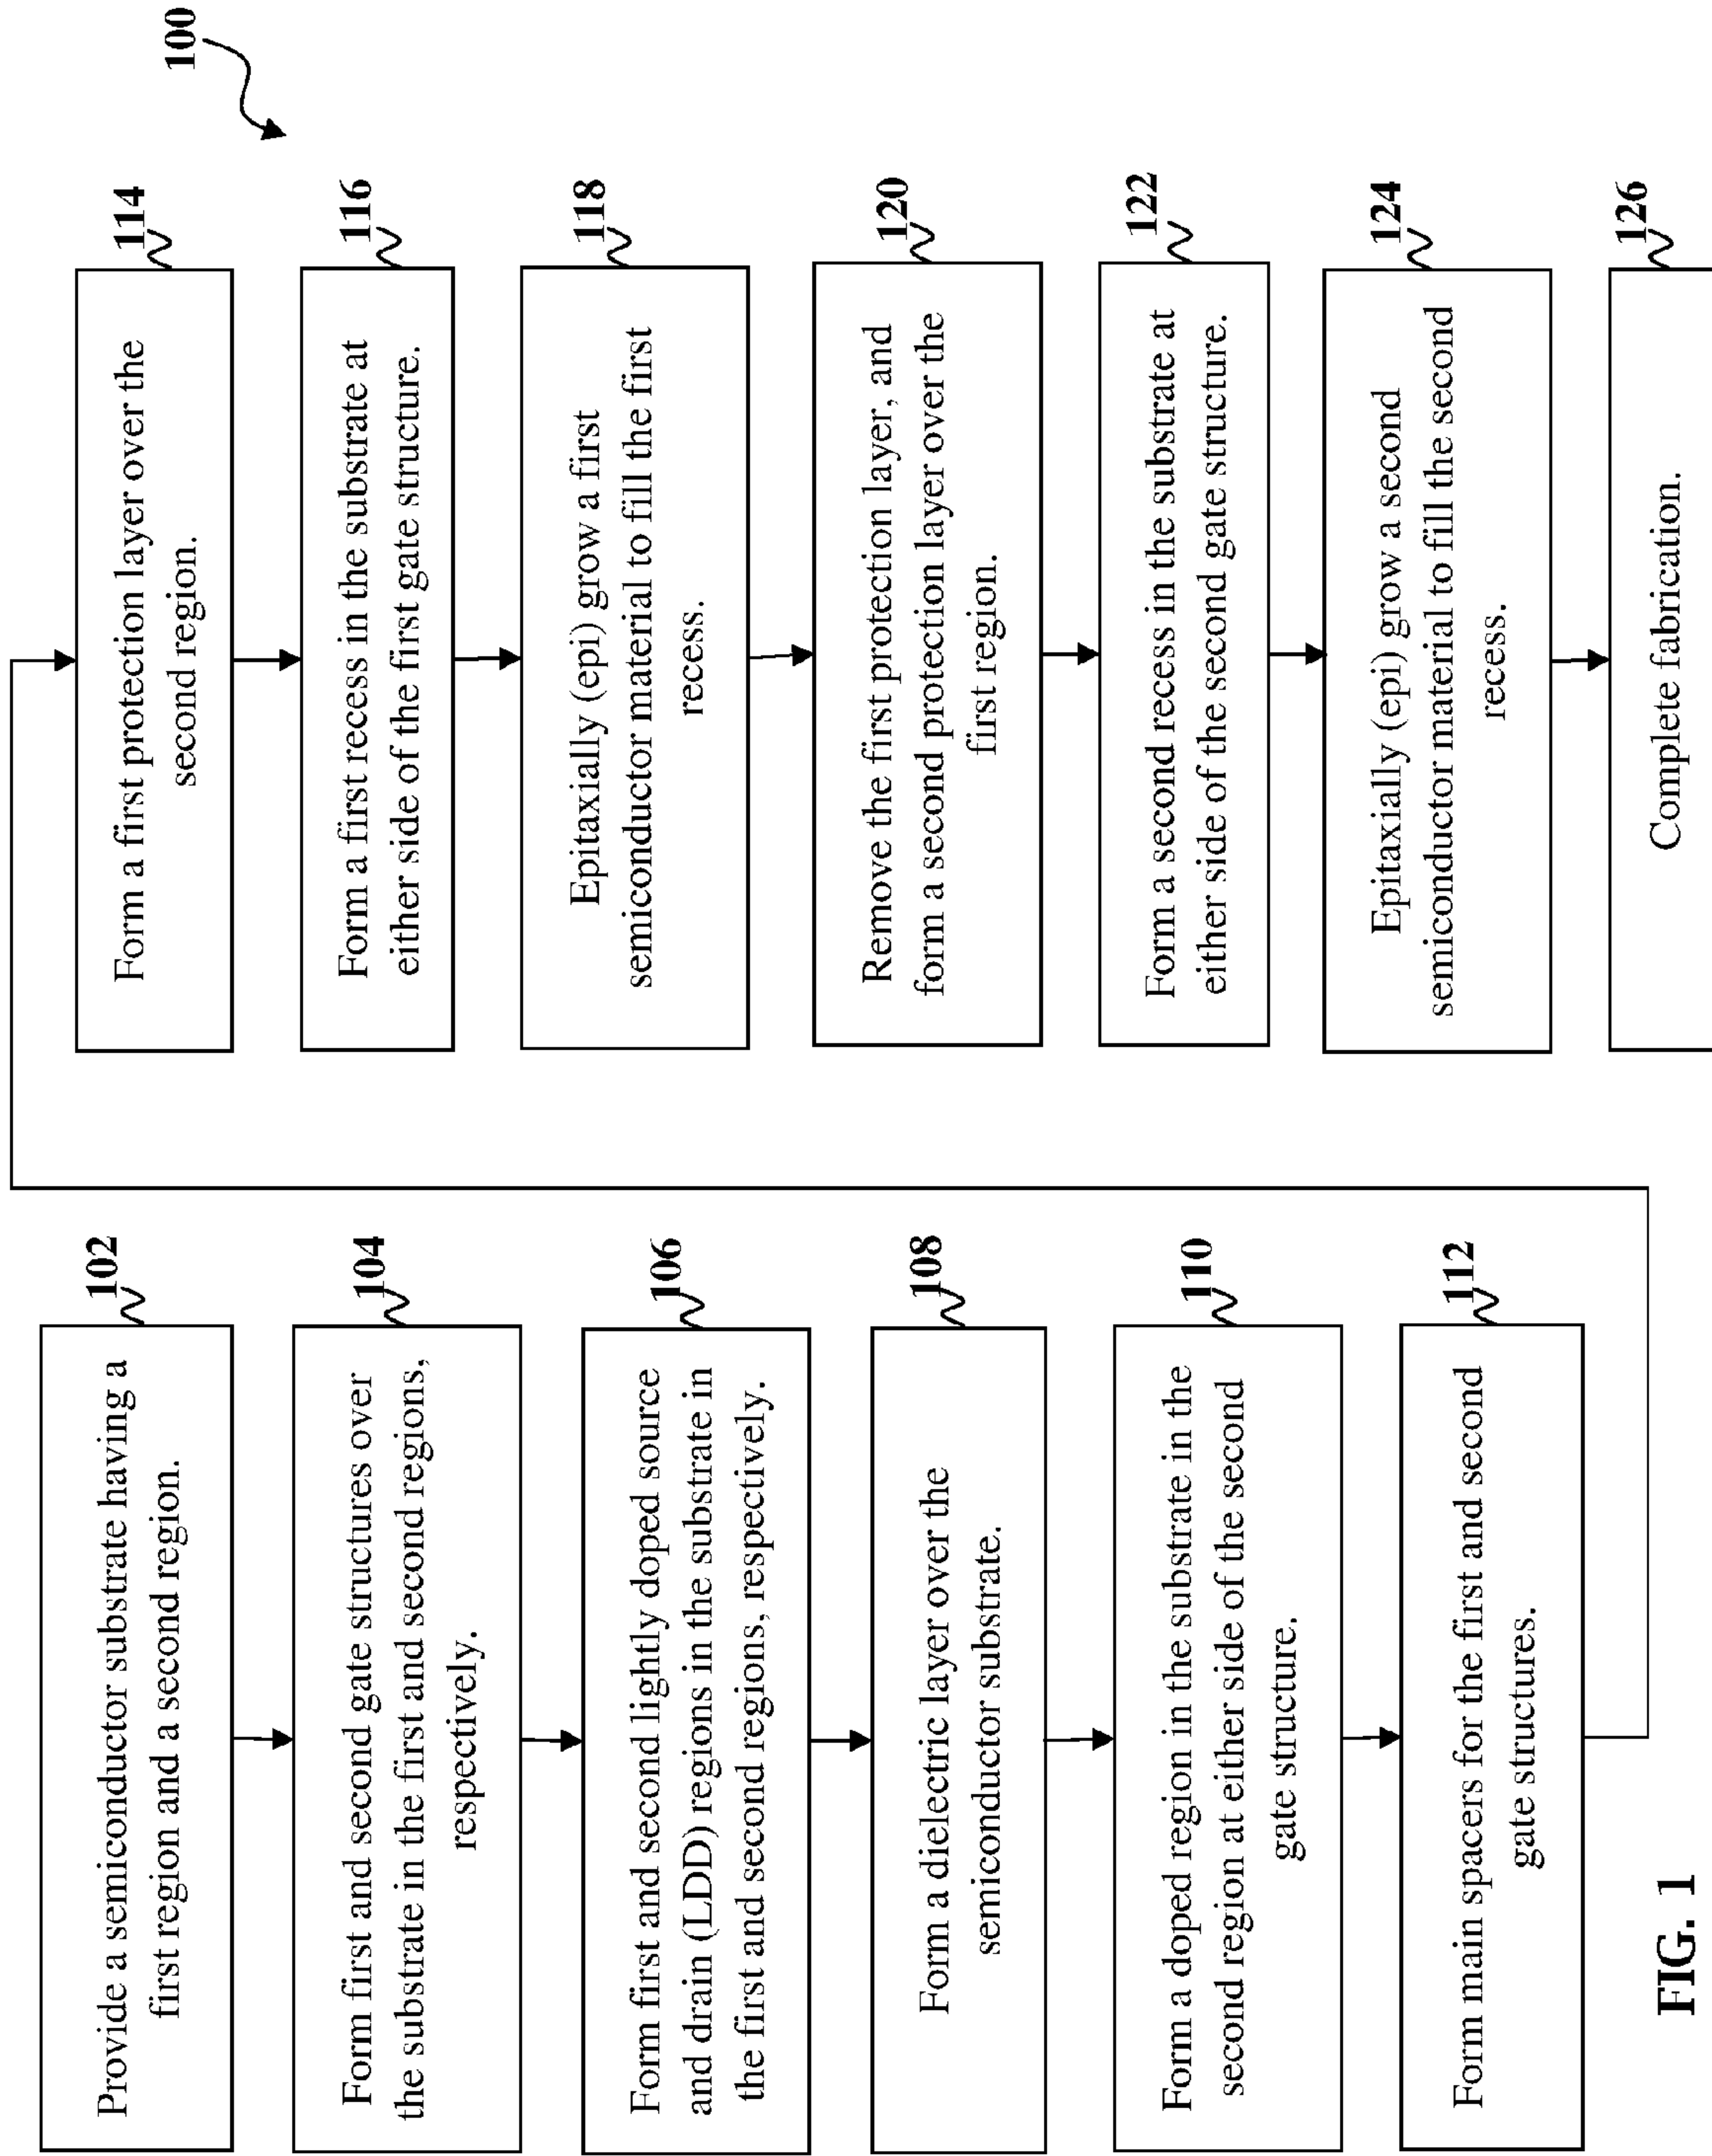 100
102
Provide a semiconductor substrate having a
first region and a second region.
104
Form first and second gate structures over
the substrate in the first and second regions,
respectively.
106
Form first and second lightly doped source
and drain (LDD) regions in the substrate in
the first and second regions, respectively.
108
Form a dielectric layer over the
semiconductor substrate.
110
Form a doped region in the substrate in the
second region at either side of the second
gate structure.
112
Form main spacers for the first and second
gate structures.
114
Form a first protection layer over the
second region.
116
Form a first recess in the substrate at
either side of the first gate structure.
118
Epitaxially (epi) grow a first
semiconductor material to fill the first
recess.
120
Remove the first protection layer, and
form a second protection layer over the
first region.
122
Form a second recess in the substrate at
either side of the second gate structure.
124
Epitaxially (epi) grow a second
semiconductor material to fill the second
recess.
126
Complete fabrication.
FIG. 1